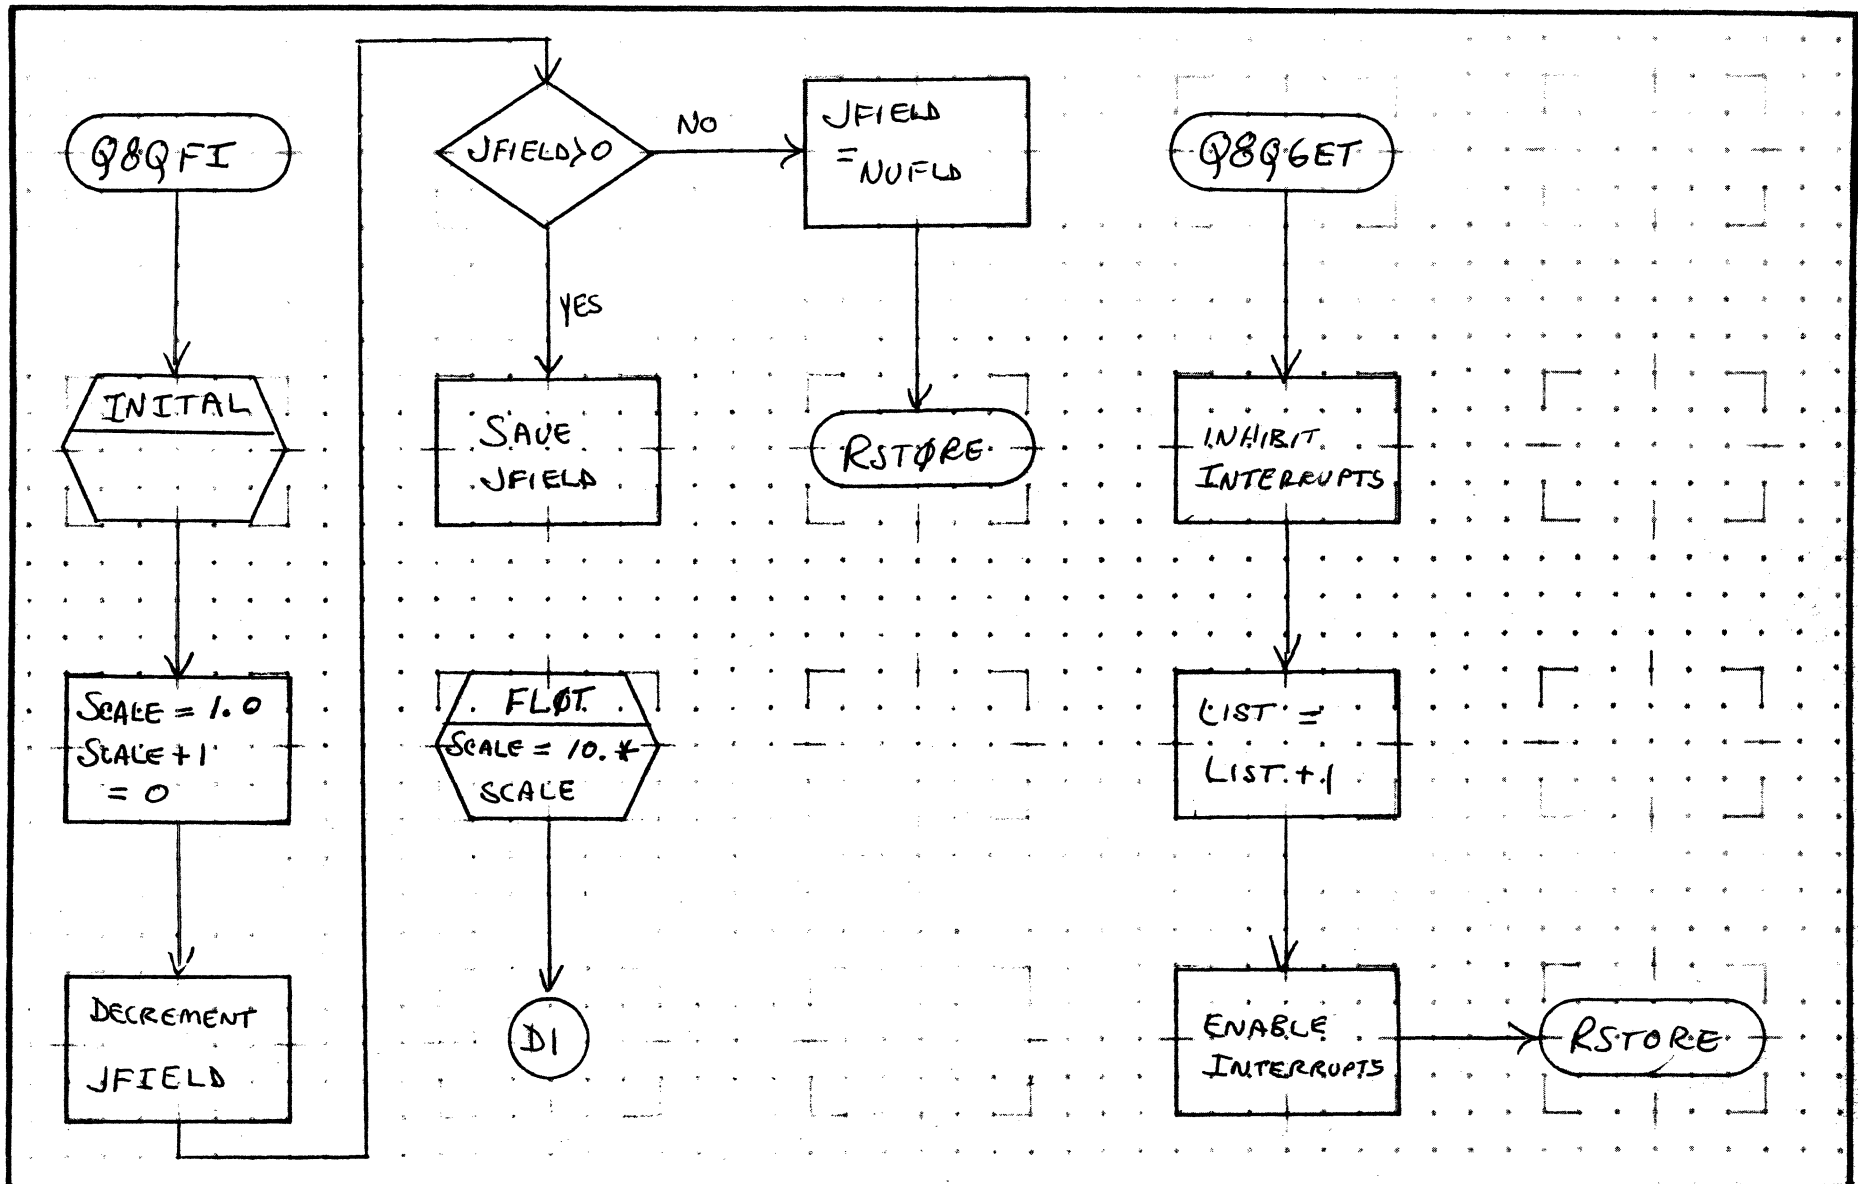 Q8QFI
INITAL
SCALE = 1.0
SCALE + 1
= 0
DECREMENT
JFIELD
JFIELD>0
NO
YES
JFIELD
= NUFLD
SAVE
JFIELD
RSTØRE
FLØT
SCALE = 10. *
SCALE
D1
Q8QGET
INHIBIT
INTERRUPTS
LIST =
LIST + 1
ENABLE
INTERRUPTS
RSTORE